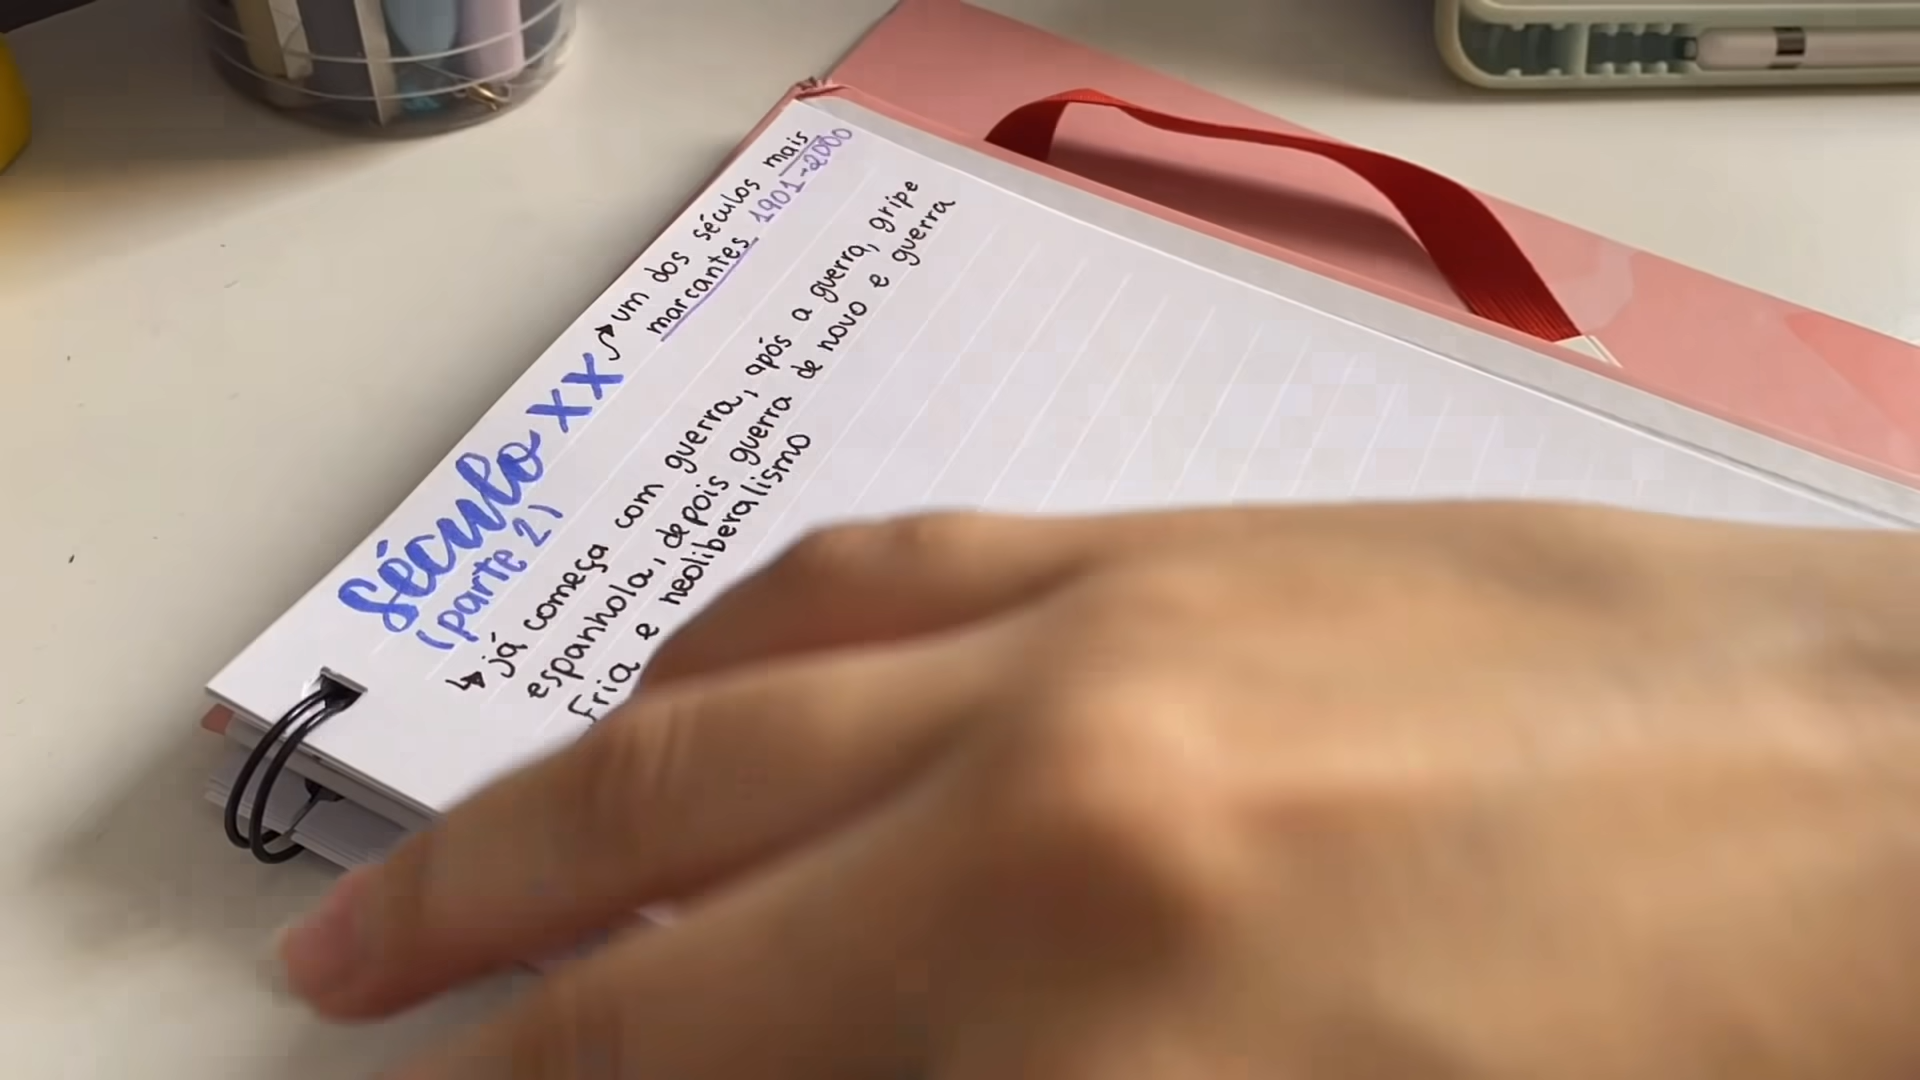 Século XX um dos séculos mais
marcantes 1901-2000
(parte 2)
↳ já começa com guerra, após a guerra, gripe
espanhola, depois guerra de novo e guerra
Fria e neoliberalismo